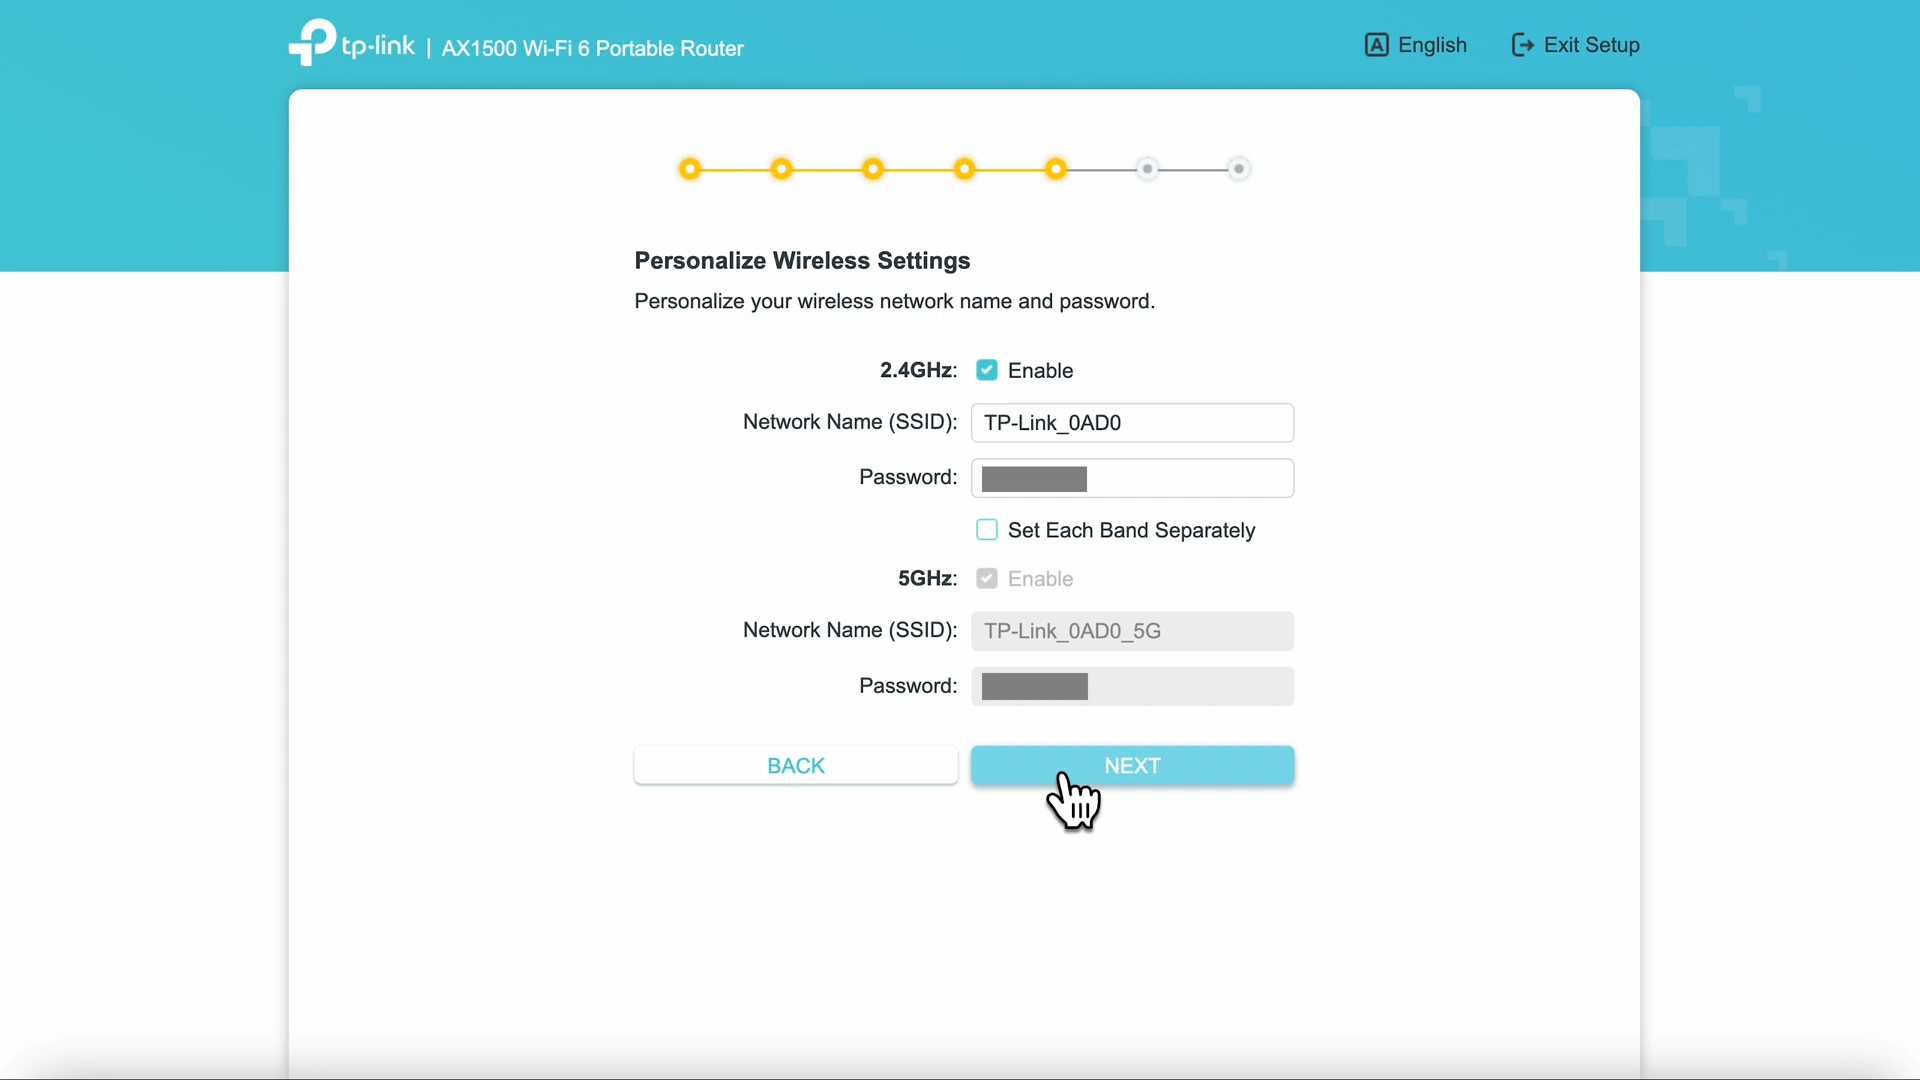 tp-link | AX1500 Wi-Fi 6 Portable Router
A English
Exit Setup
Personalize Wireless Settings
Personalize your wireless network name and password.
2.4GHz: Enable
Network Name (SSID): TP-Link_0AD0
Password:
Set Each Band Separately
5GHz: Enable
Network Name (SSID): TP-Link_0AD0_5G
Password:
BACK
NEXT